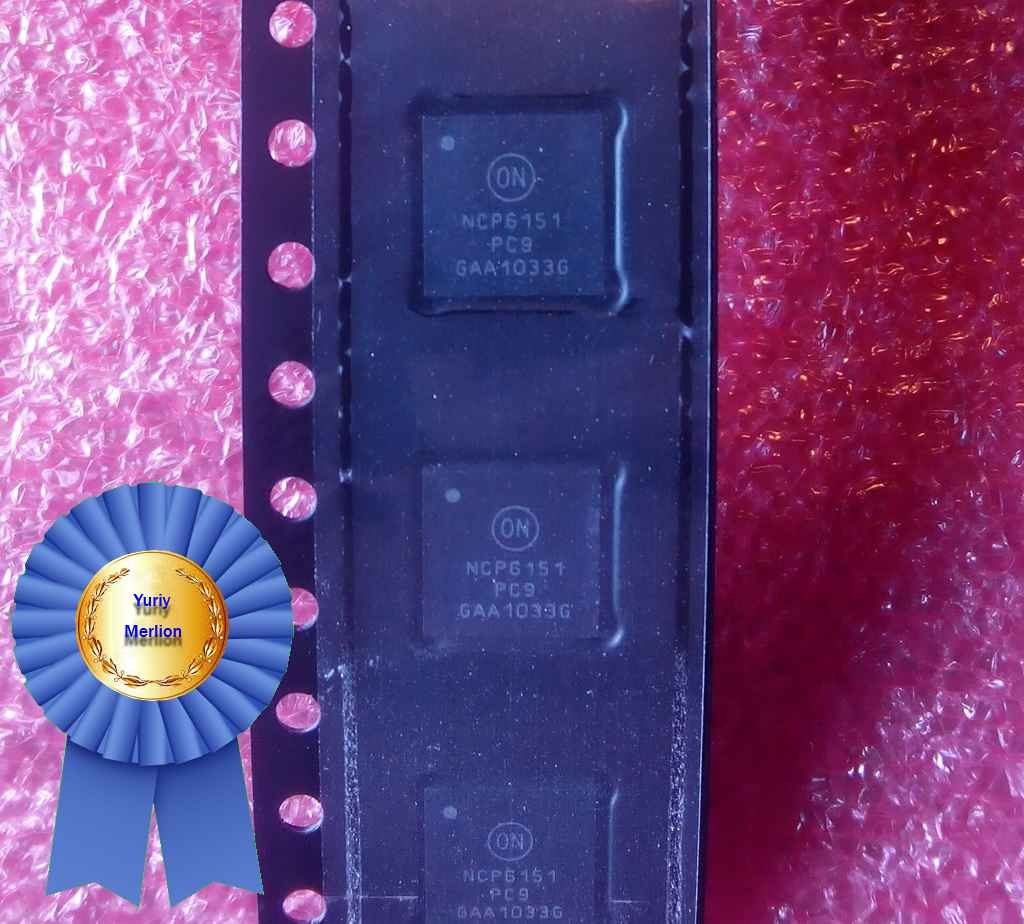 ON
NCP6151
PC9
GAA1033G
ON
NCP6151
PC9
GAA1033G
Yuriy
Merlion
ON
NCP6151
PC9
GAA1033G